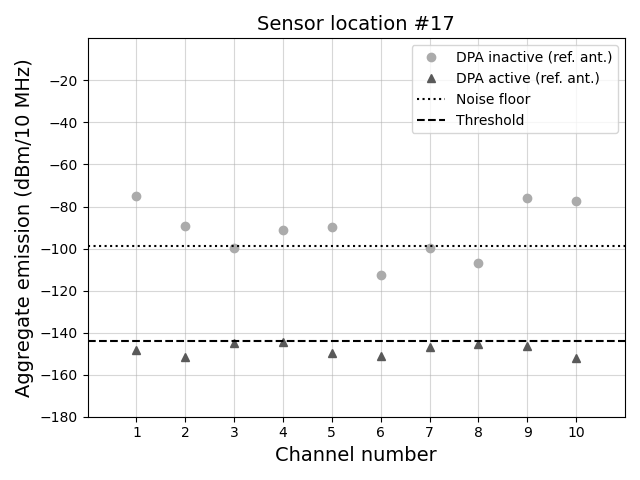 Sensor location #17
DPA inactive (ref. ant.)
DPA active (ref. ant.)
Noise floor
Threshold
Aggregate emission (dBm/10 MHz)
−20
−40
−60
−80
−100
−120
−140
−160
−180
1 2 3 4 5 6 7 8 9 10
Channel number